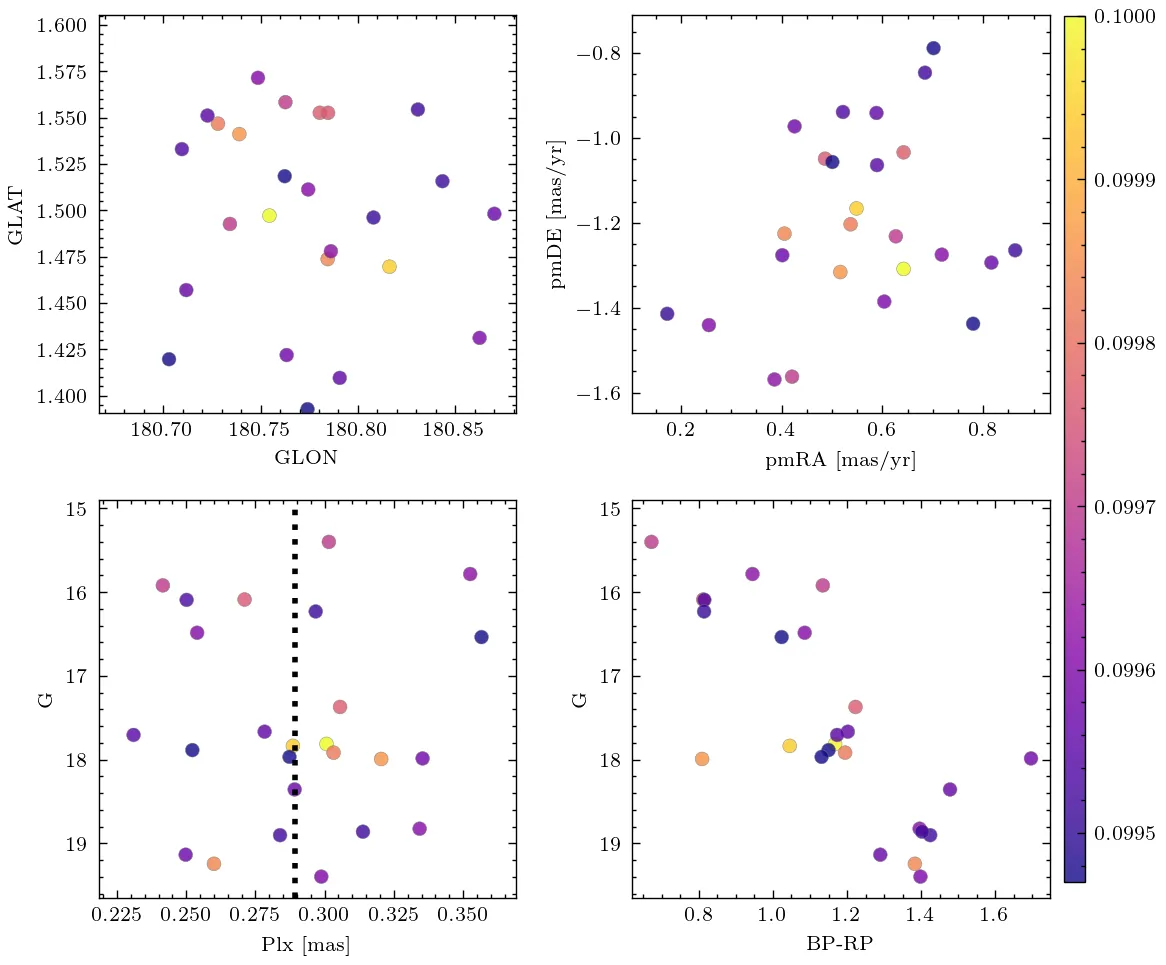 1.600
1.575
1.550
1.525
1.500
1.475
1.450
1.425
1.400
GLAT
180.70 180.75 180.80 180.85
GLON
−0.8
−1.0
−1.2
−1.4
−1.6
pmDE [mas/yr]
0.2 0.4 0.6 0.8
pmRA [mas/yr]
0.1000
0.0999
0.0998
0.0997
0.0996
0.0995
15
16
17
18
19
G
0.225 0.250 0.275 0.300 0.325 0.350
Plx [mas]
15
16
17
18
19
G
0.8 1.0 1.2 1.4 1.6
BP-RP